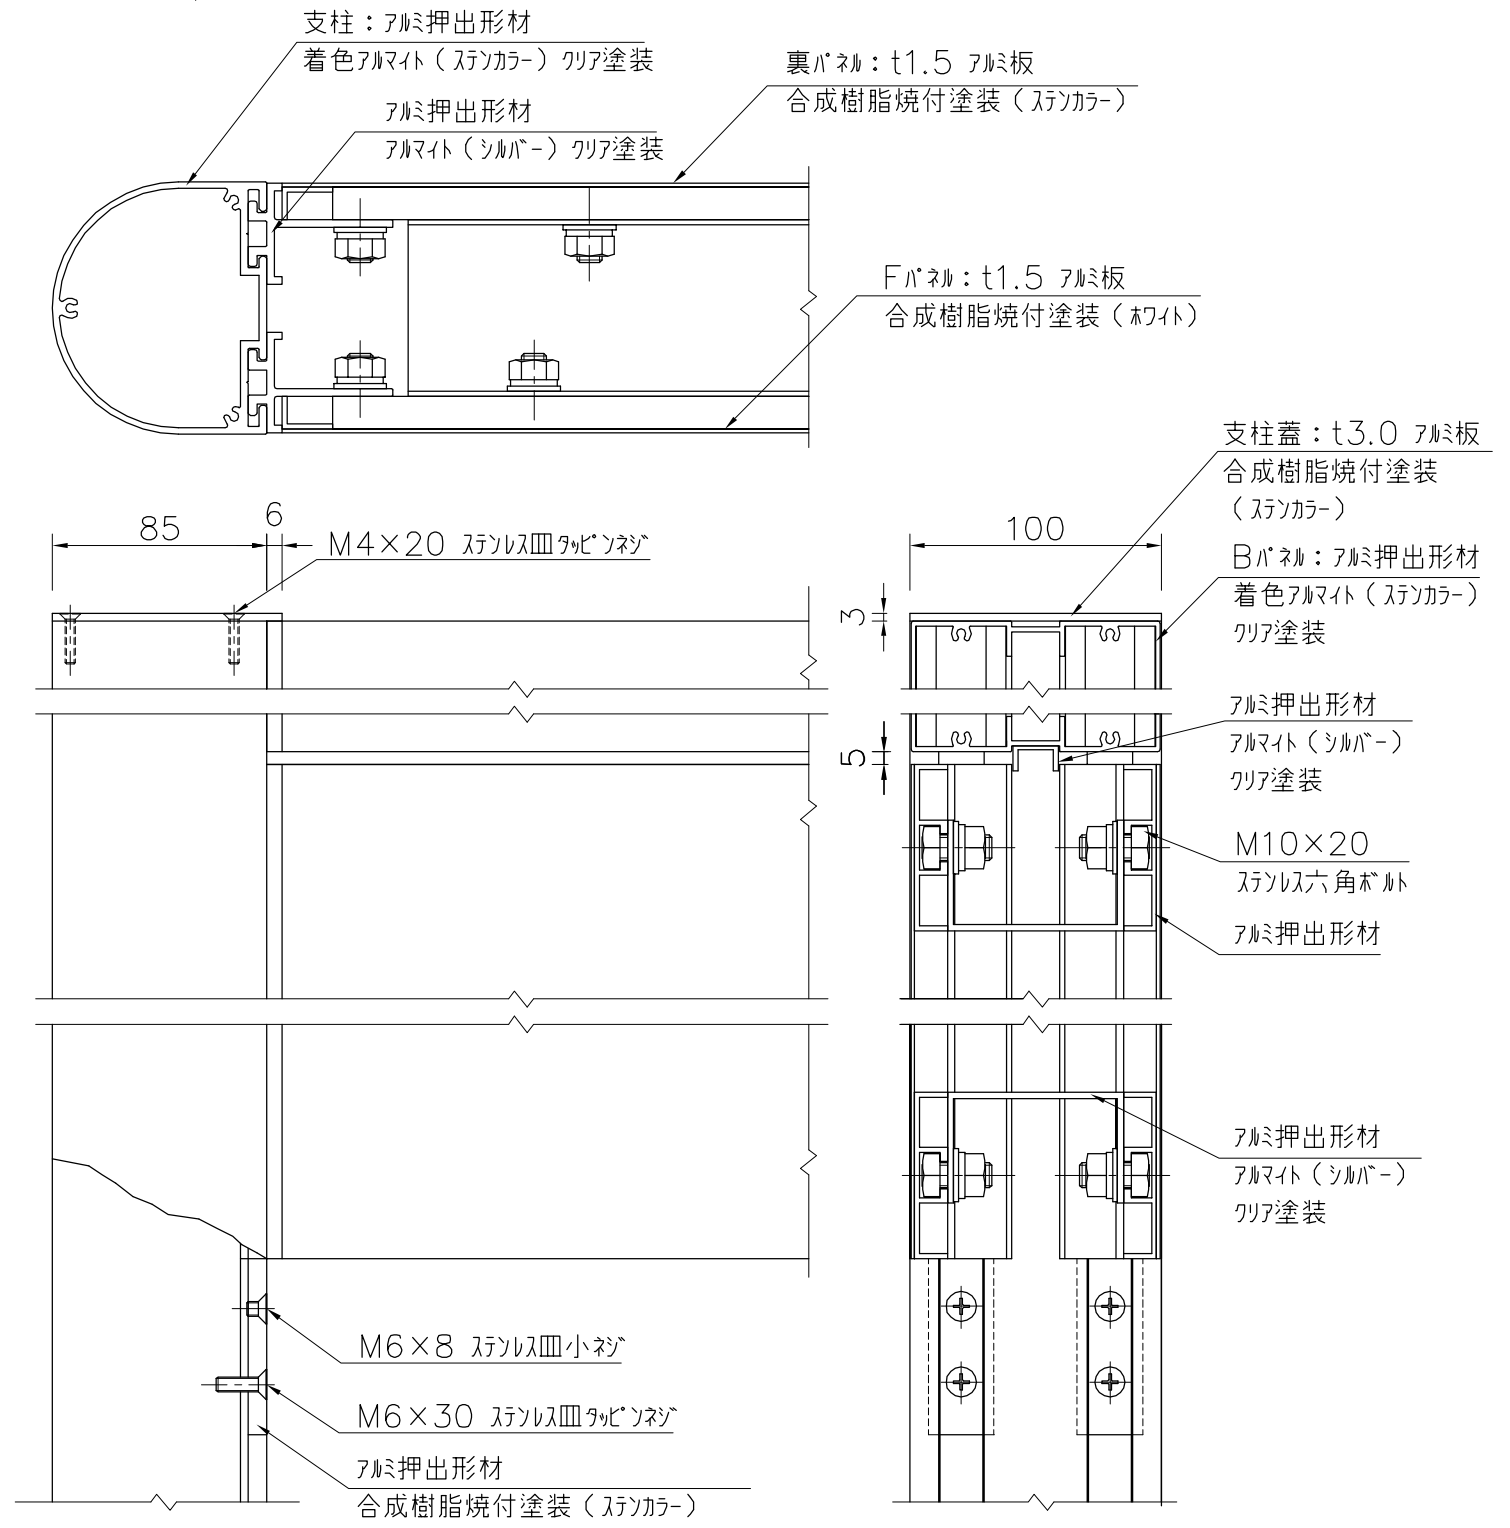 支柱：アルミ押出形材
着色アルマイト（ステンカラー）クリア塗装
アルミ押出形材
アルマイト（シルバー）クリア塗装
裏パネル：t1.5 アルミ板
合成樹脂焼付塗装（ステンカラー）
Fパネル：t1.5 アルミ板
合成樹脂焼付塗装（ホワイト）
支柱蓋：t3.0 アルミ板
合成樹脂焼付塗装
（ステンカラー）
85
6
M4×20 ステンレス皿タッピンネジ
100
Bパネル：アルミ押出形材
着色アルマイト（ステンカラー）
クリア塗装
3
アルミ押出形材
アルマイト（シルバー）
クリア塗装
5
M10×20
ステンレス六角ボルト
アルミ押出形材
アルミ押出形材
アルマイト（シルバー）
クリア塗装
M6×8 ステンレス皿小ネジ
M6×30 ステンレス皿タッピンネジ
アルミ押出形材
合成樹脂焼付塗装（ステンカラー）